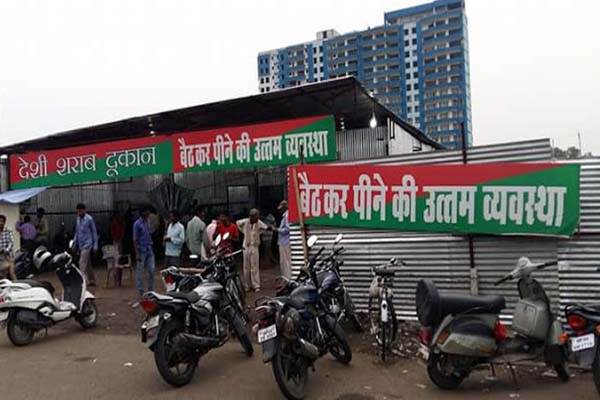 देशी शराब दूकान
बैठकर पीने की उत्तम व्यवस्था
बैठकर पीने की उत्तम व्यवस्था